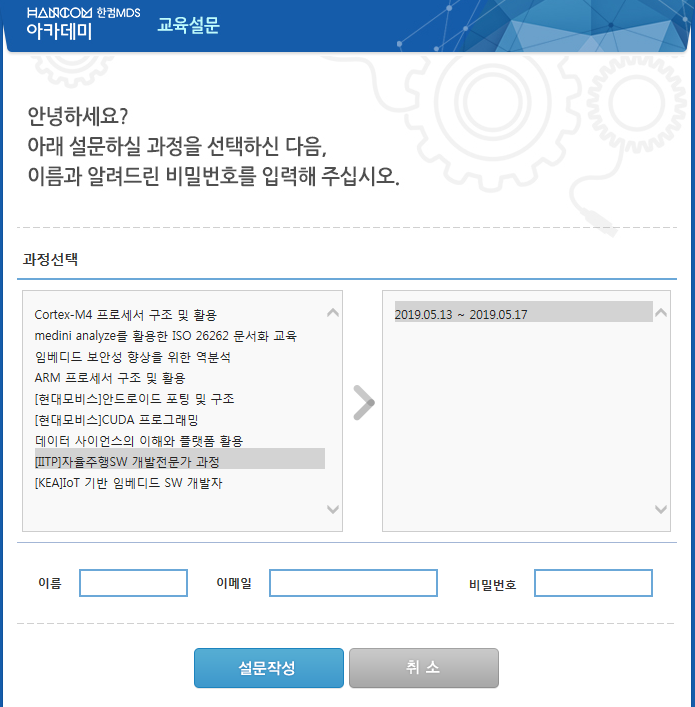 HANCOM 한컴MDS
아카데미
교육설문
안녕하세요?
아래 설문하실 과정을 선택하신 다음,
이름과 알려드린 비밀번호를 입력해 주십시오.
과정선택
Cortex-M4 프로세서 구조 및 활용
medini analyze를 활용한 ISO 26262 문서화 교육
임베디드 보안성 향상을 위한 역분석
ARM 프로세서 구조 및 활용
[현대모비스]안드로이드 포팅 및 구조
[현대모비스]CUDA 프로그래밍
데이터 사이언스의 이해와 플랫폼 활용
[IITP]자율주행SW 개발전문가 과정
[KEA]IoT 기반 임베디드 SW 개발자
2019.05.13 ~ 2019.05.17
이름
이메일
비밀번호
설문작성
취 소